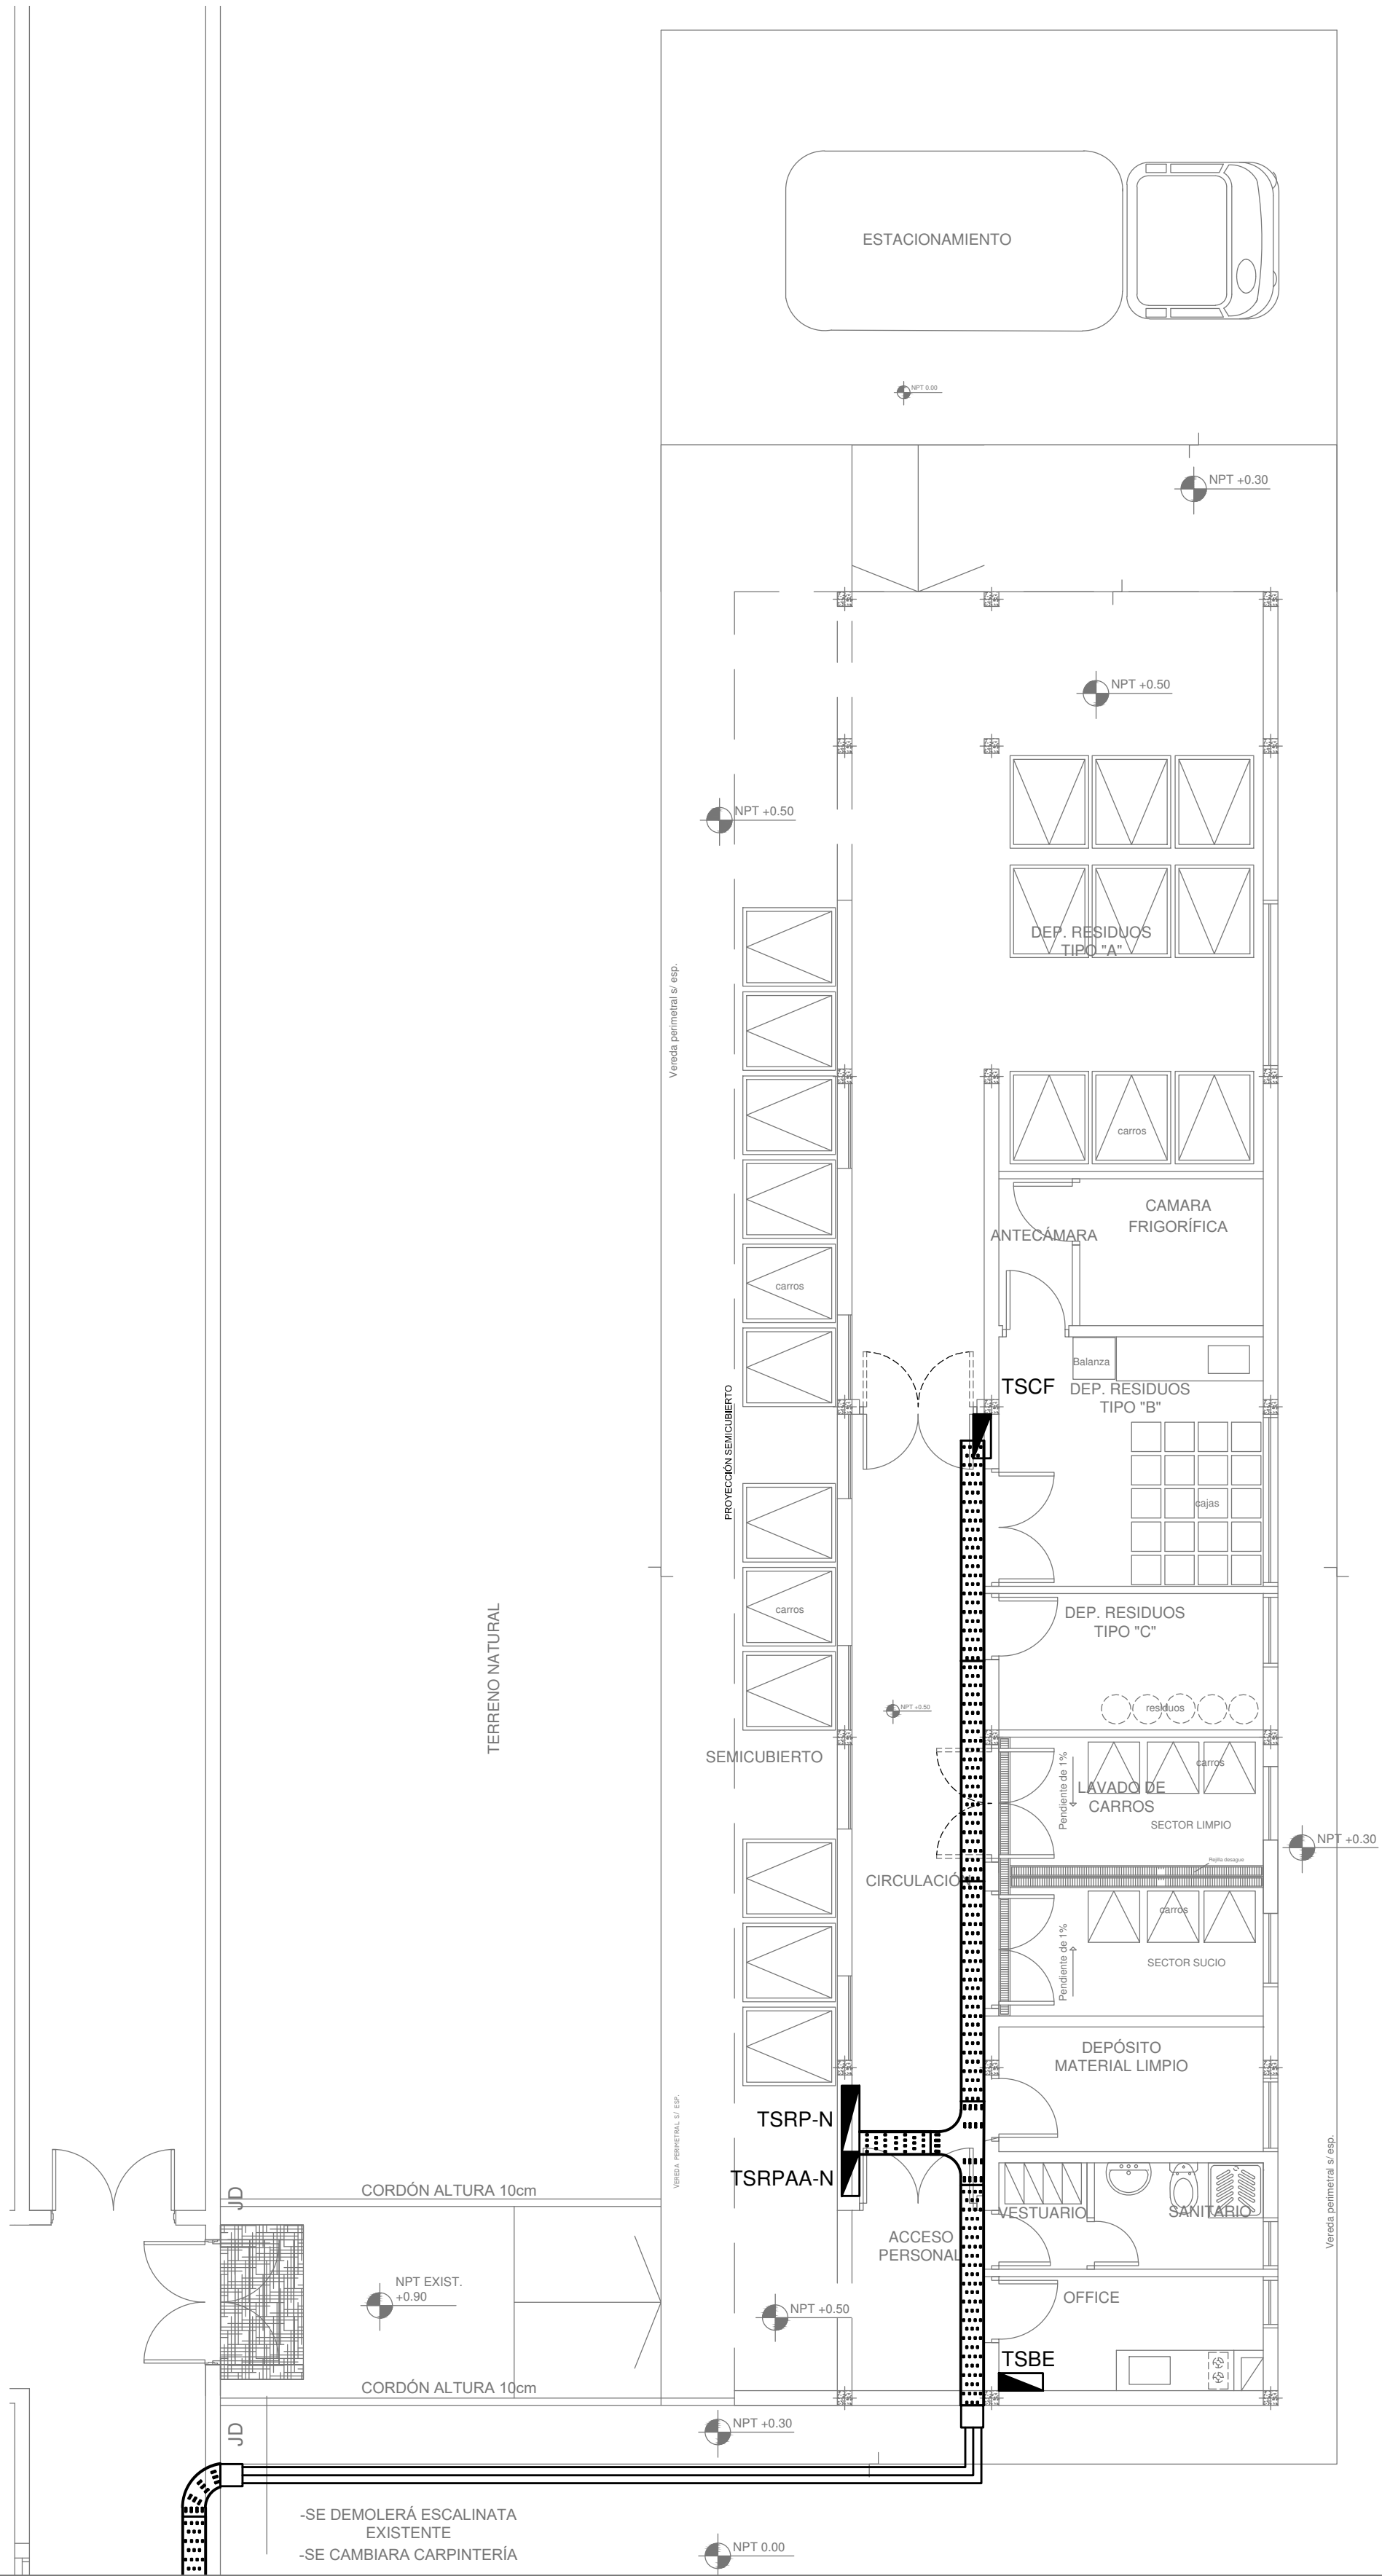 ESTACIONAMIENTO
NPT 0.00
NPT +0.30
NPT +0.50
NPT +0.50
DEP. RESIDUOS
TIPO "A"
Vereda perimetral s/ esp.
carros
CAMARA
FRIGORÍFICA
ANTECÁMARA
carros
Balanza
TSCF
DEP. RESIDUOS
TIPO "B"
PROYECCIÓN SEMICUBIERTO
cajas
DEP. RESIDUOS
TIPO "C"
carros
TERRENO NATURAL
residuos
NPT +0.50
SEMICUBIERTO
carros
Pendiente de 1%
LAVADO DE
CARROS
SECTOR LIMPIO
NPT +0.30
Rejilla desague
CIRCULACIÓN
carros
Pendiente de 1%
SECTOR SUCIO
DEPÓSITO
MATERIAL LIMPIO
TSRP-N
VEREDA PERIMETRAL S/ ESP.
TSRPAA-N
Vereda perimetral s/ esp.
CORDÓN ALTURA 10cm
JD
VESTUARIO
SANITARIO
ACCESO
PERSONAL
NPT EXIST.
+0.90
OFFICE
NPT +0.50
TSBE
CORDÓN ALTURA 10cm
JD
NPT +0.30
-SE DEMOLERÁ ESCALINATA
EXISTENTE
-SE CAMBIARA CARPINTERÍA
NPT 0.00